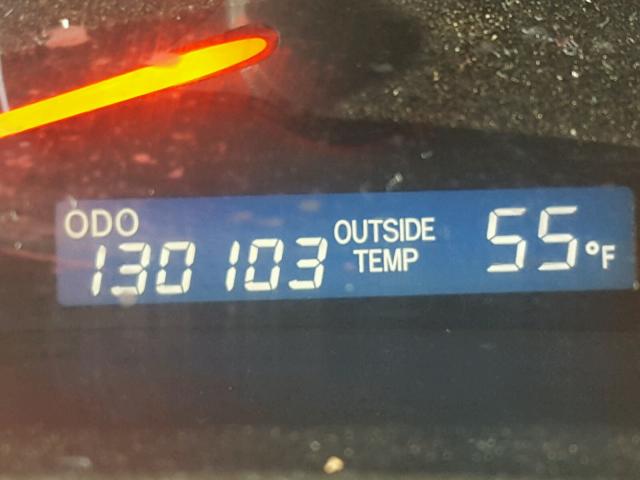 ODO
130103
OUTSIDE
TEMP
55°F